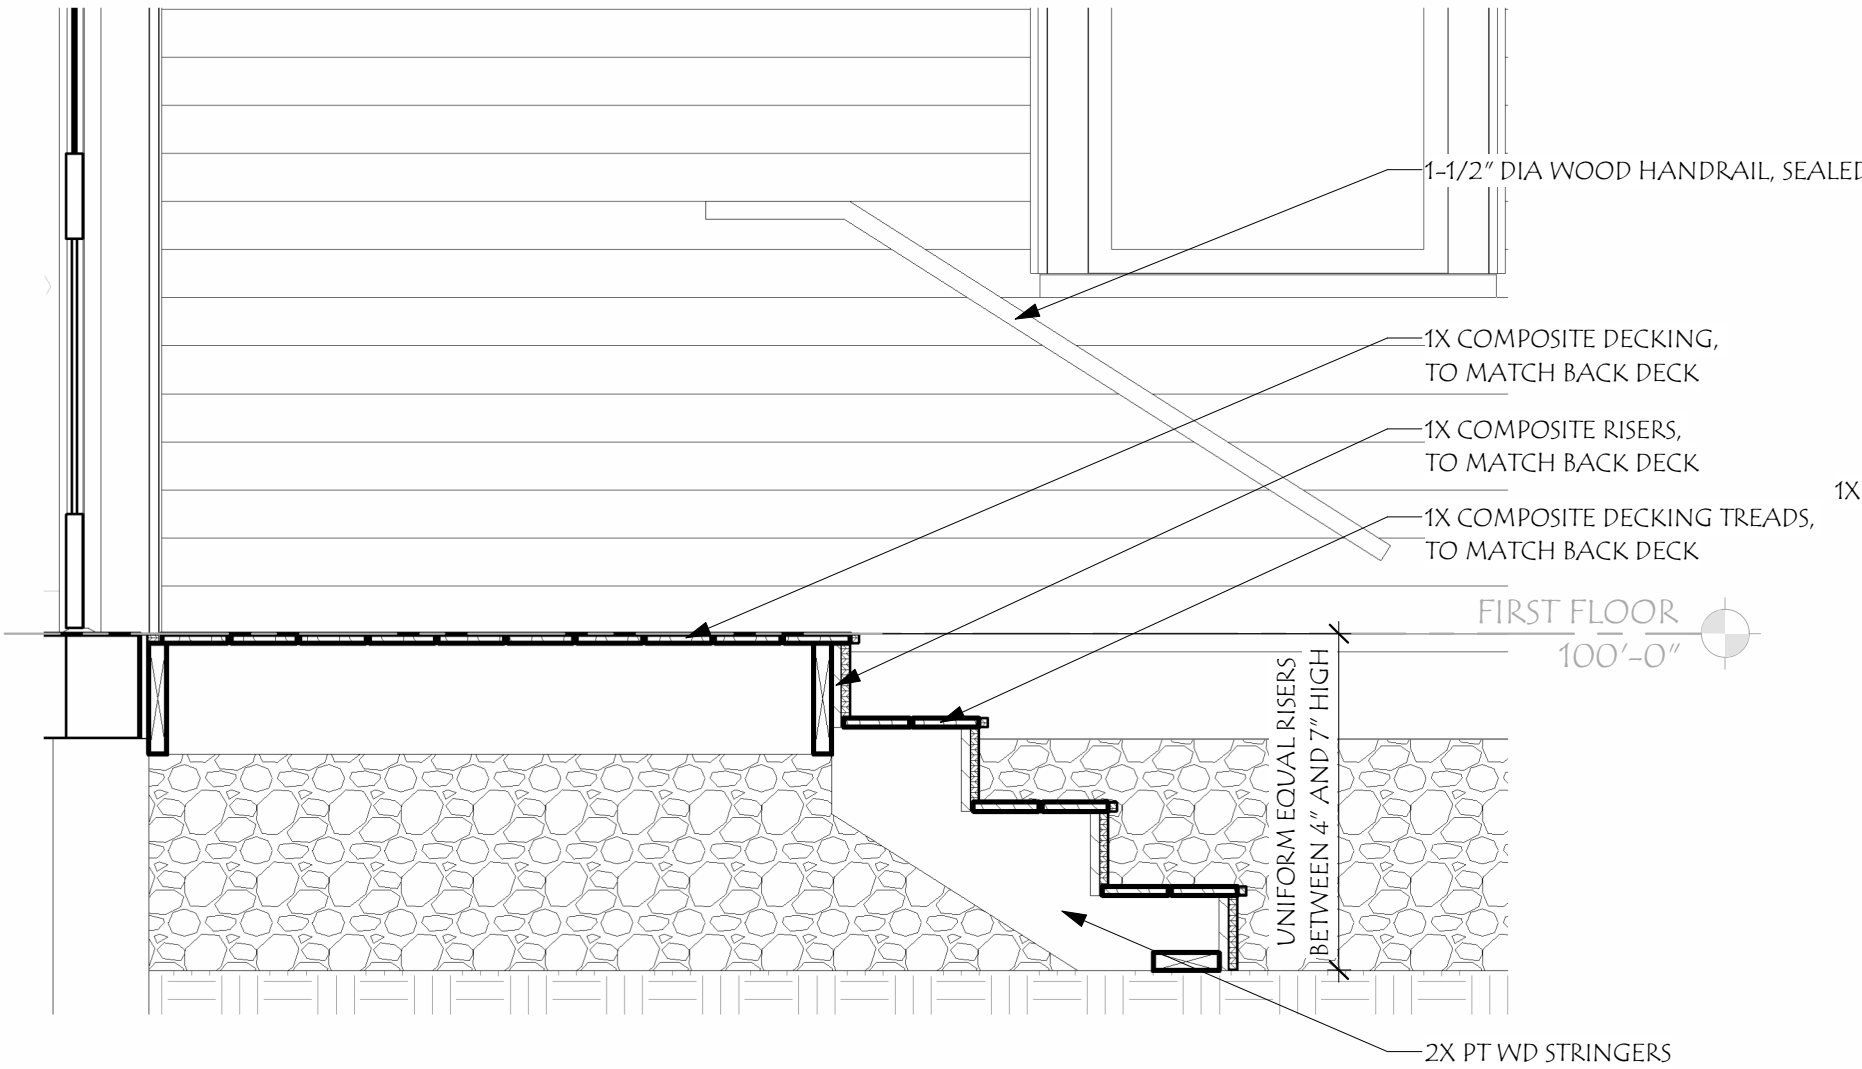 1-1/2" DIA WOOD HANDRAIL, SEALED
1X COMPOSITE DECKING,
TO MATCH BACK DECK
1X COMPOSITE RISERS,
TO MATCH BACK DECK
1X
1X COMPOSITE DECKING TREADS,
TO MATCH BACK DECK
FIRST FLOOR
100'-0"
UNIFORM EQUAL RISERS
BETWEEN 4" AND 7" HIGH
2X PT WD STRINGERS